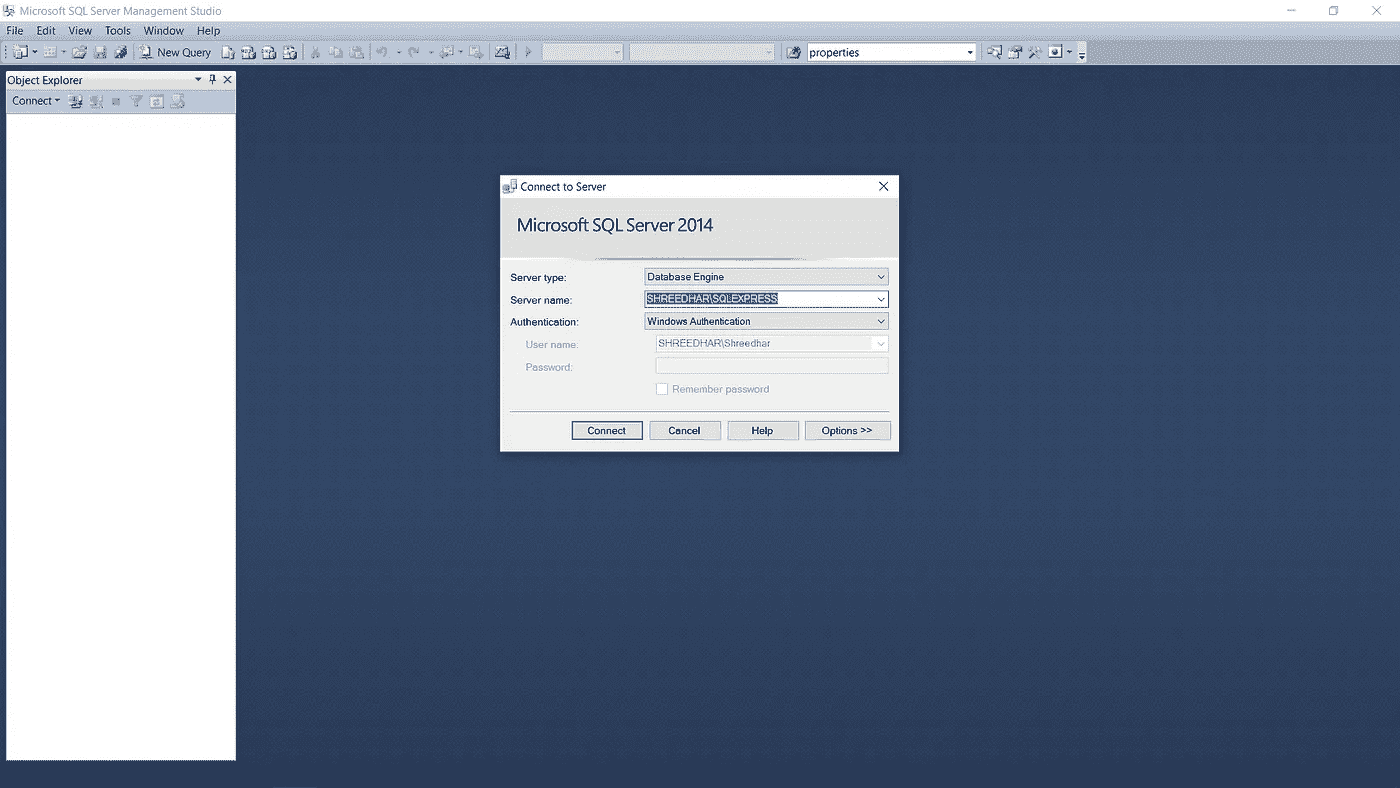 Microsoft SQL Server Management Studio
File Edit View Tools Window Help
New Query
properties
Object Explorer
Connect
Connect to Server
Microsoft SQL Server 2014
Server type: Database Engine
Server name: SHREEDHAR\SQLEXPRESS
Authentication: Windows Authentication
User name: SHREEDHAR\Shreedhar
Password:
Remember password
Connect Cancel Help Options >>